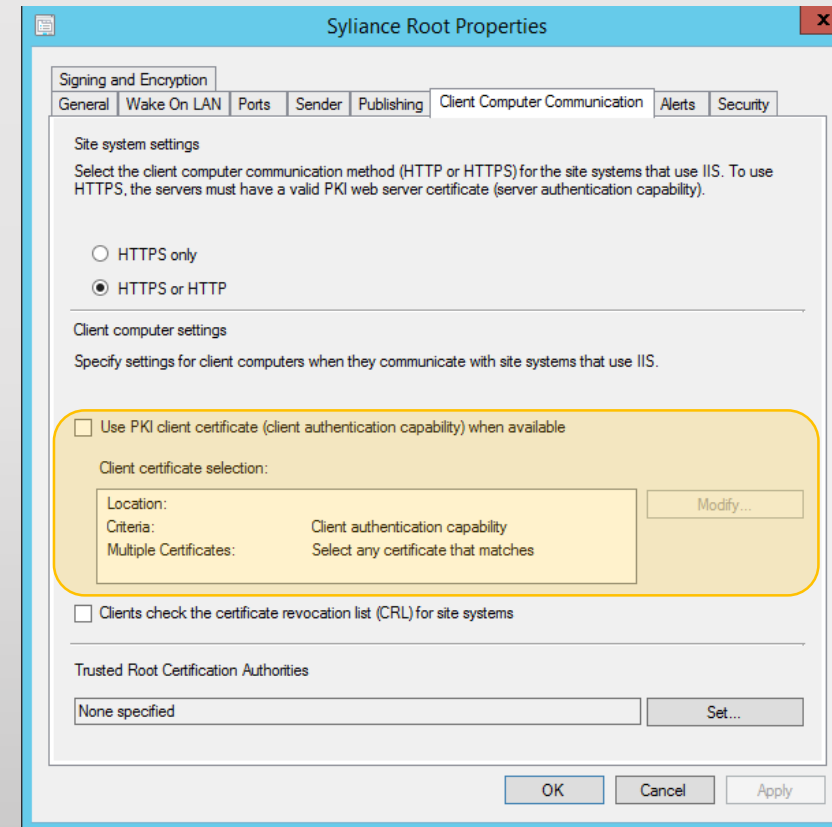 Syliance Root Properties
x
Signing and Encryption
General Wake On LAN Ports Sender Publishing Client Computer Communication Alerts Security
Site system settings
Select the client computer communication method (HTTP or HTTPS) for the site systems that use IIS. To use
HTTPS, the servers must have a valid PKI web server certificate (server authentication capability).
HTTPS only
HTTPS or HTTP
Client computer settings
Specify settings for client computers when they communicate with site systems that use IIS.
Use PKI client certificate (client authentication capability) when available
Client certificate selection:
Location:
Modify...
Criteria: Client authentication capability
Multiple Certificates: Select any certificate that matches
Clients check the certificate revocation list (CRL) for site systems
Trusted Root Certification Authorities
None specified Set...
OK Cancel Apply